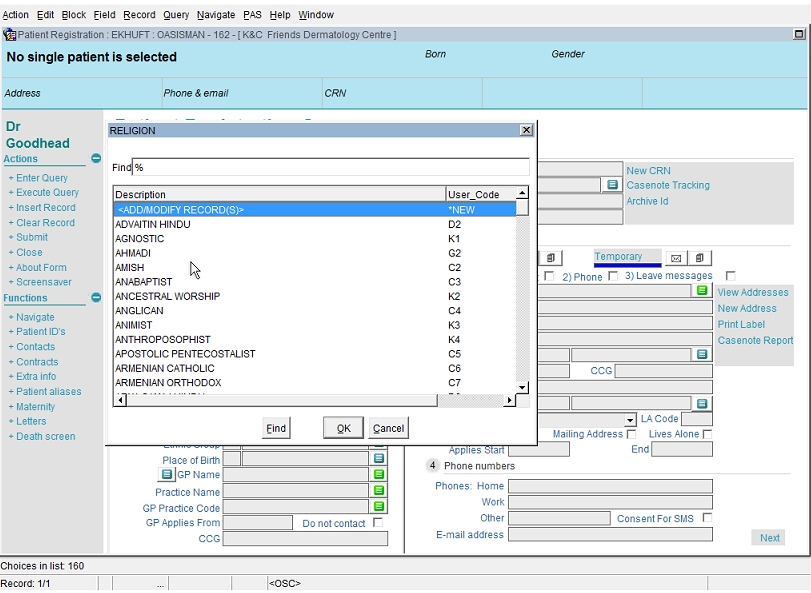 Action Edit Block Field Record Query Navigate PAS Help Window
Patient Registration : EKHUFT : OASISMAN - 162 - [ K&C Friends Dermatology Centre ]
No single patient is selected
Born
Gender
Address
Phone & email
CRN
Dr
Goodhead
Actions
+ Enter Query
+ Execute Query
+ Insert Record
+ Clear Record
+ Submit
+ Close
+ About Form
+ Screensaver
Functions
+ Navigate
+ Patient ID's
+ Contacts
+ Contracts
+ Extra info
+ Patient aliases
+ Maternity
+ Letters
+ Death screen
RELIGION
Find %
Description User_Code
<ADD/MODIFY RECORD(S)> *NEW
ADVAITIN HINDU D2
AGNOSTIC K1
AHMADI G2
AMISH C2
ANABAPTIST C3
ANCESTRAL WORSHIP K2
ANGLICAN C4
ANIMIST K3
ANTHROPOSOPHIST K4
APOSTOLIC PENTECOSTALIST C5
ARMENIAN CATHOLIC C6
ARMENIAN ORTHODOX C7
Find OK Cancel
New CRN
Casenote Tracking
Archive Id
Temporary
2) Phone 3) Leave messages
View Addresses
New Address
Print Label
Casenote Report
CCG
LA Code
Mailing Address Lives Alone
Applies Start End
Ethnic Group
Place of Birth
GP Name
Practice Name
GP Practice Code
GP Applies From Do not contact
CCG
4 Phone numbers
Phones: Home
Work
Other Consent For SMS
E-mail address
Next
Choices in list: 160
Record: 1/1 ... <OSC>